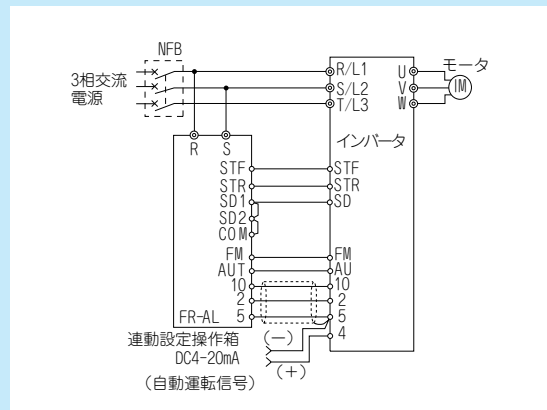 NFB
3相交流
電源
R/L1
S/L2
T/L3
U
V
W
モータ
IM
インバータ
R
S
STF
STR
SD1
SD2
COM
FM
AUT
10
2
5
FR-AL
STF
STR
SD
FM
AU
10
2
5
4
連動設定操作箱
DC4-20mA
(自動運転信号)
(−)
(+)